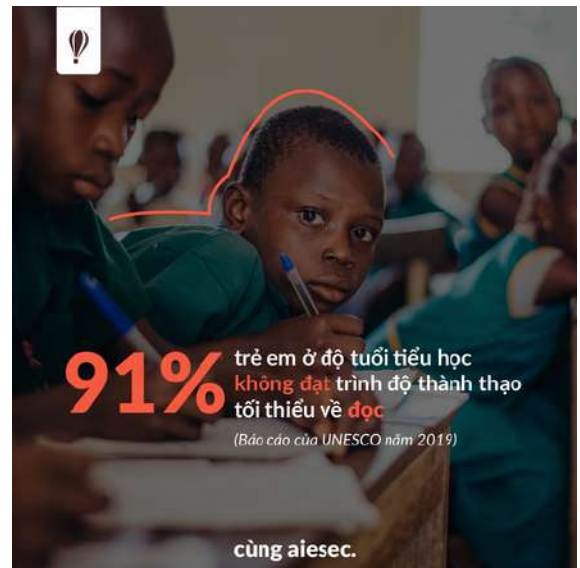 91%
trẻ em ở độ tuổi tiểu học
không đạt trình độ thành thạo
tối thiểu về đọc
(Báo cáo của UNESCO năm 2019)
cùng aiesec.